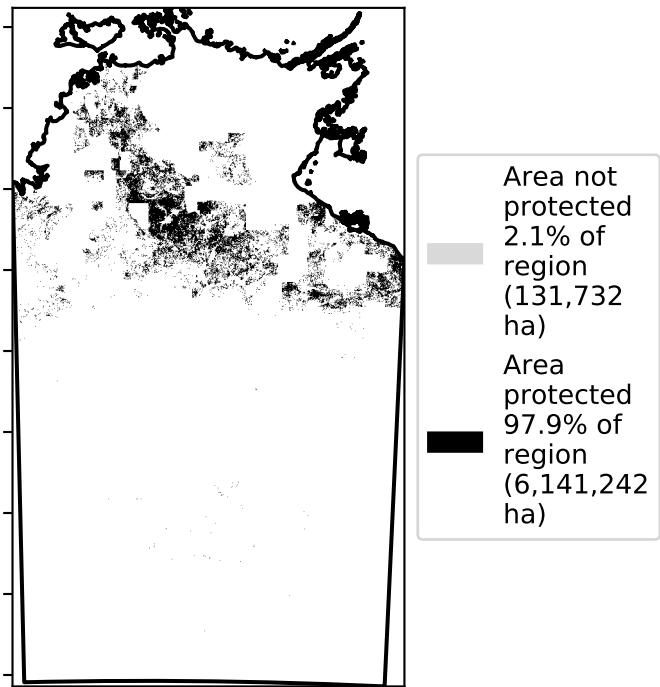 Area not
protected
2.1% of
region
(131,732
ha)
Area
protected
97.9% of
region
(6,141,242
ha)